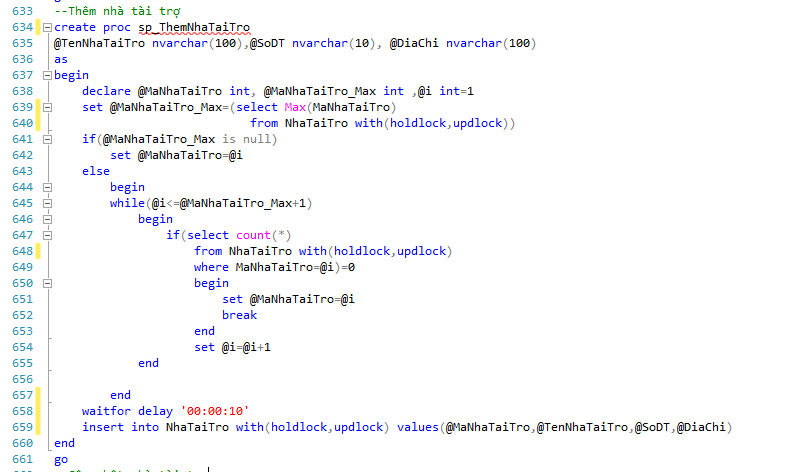 633 --Thêm nhà tài trợ
634 create proc sp_ThemNhaTaiTro
635 @TenNhaTaiTro nvarchar(100),@SoDT nvarchar(10), @DiaChi nvarchar(100)
636 as
637 begin
638 declare @MaNhaTaiTro int, @MaNhaTaiTro_Max int ,@i int=1
639 set @MaNhaTaiTro_Max=(select Max(MaNhaTaiTro)
640 from NhaTaiTro with(holdlock,updlock))
641 if(@MaNhaTaiTro_Max is null)
642 set @MaNhaTaiTro=@i
643 else
644 begin
645 while(@i<=@MaNhaTaiTro_Max+1)
646 begin
647 if(select count(*)
648 from NhaTaiTro with(holdlock,updlock)
649 where MaNhaTaiTro=@i)=0
650 begin
651 set @MaNhaTaiTro=@i
652 break
653 end
654 set @i=@i+1
655 end
656
657 end
658 waitfor delay '00:00:10'
659 insert into NhaTaiTro with(holdlock,updlock) values(@MaNhaTaiTro,@TenNhaTaiTro,@SoDT,@DiaChi)
660 end
661 go